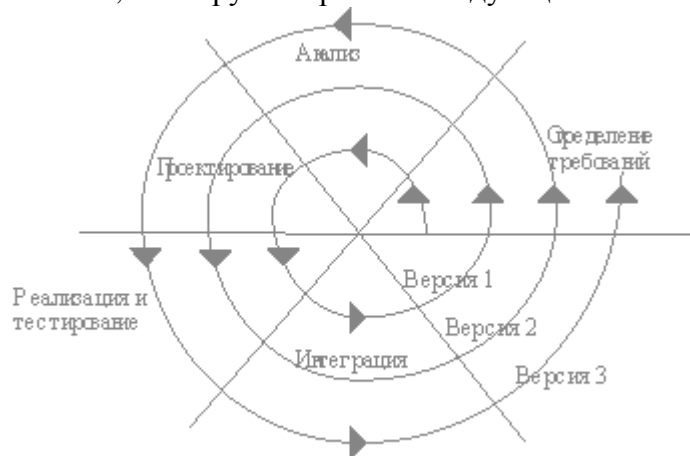 Анализ
Определение
требований
Проектирование
Версия 1
Реализация и
тестирование
Версия 2
Интеграция
Версия 3